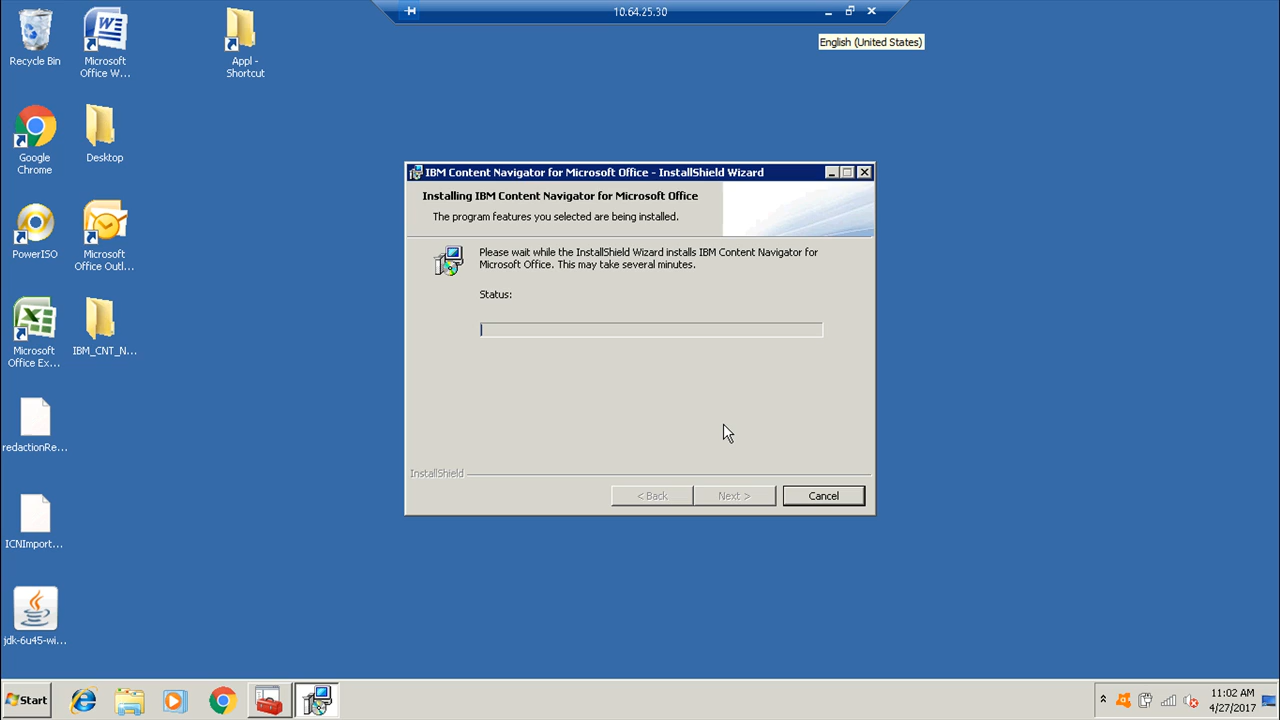 10.64.25.30
English (United States)
Recycle Bin
Microsoft
Office W...
Appl -
Shortcut
Google
Chrome
Desktop
PowerISO
Microsoft
Office Outl...
Microsoft
Office Ex...
IBM_CNT_N...
redactionRe...
ICNImport...
jdk-6u45-wi...
IBM Content Navigator for Microsoft Office - InstallShield Wizard
Installing IBM Content Navigator for Microsoft Office
The program features you selected are being installed.
Please wait while the InstallShield Wizard installs IBM Content Navigator for
Microsoft Office. This may take several minutes.
Status:
InstallShield
< Back
Next >
Cancel
Start
11:02 AM
4/27/2017